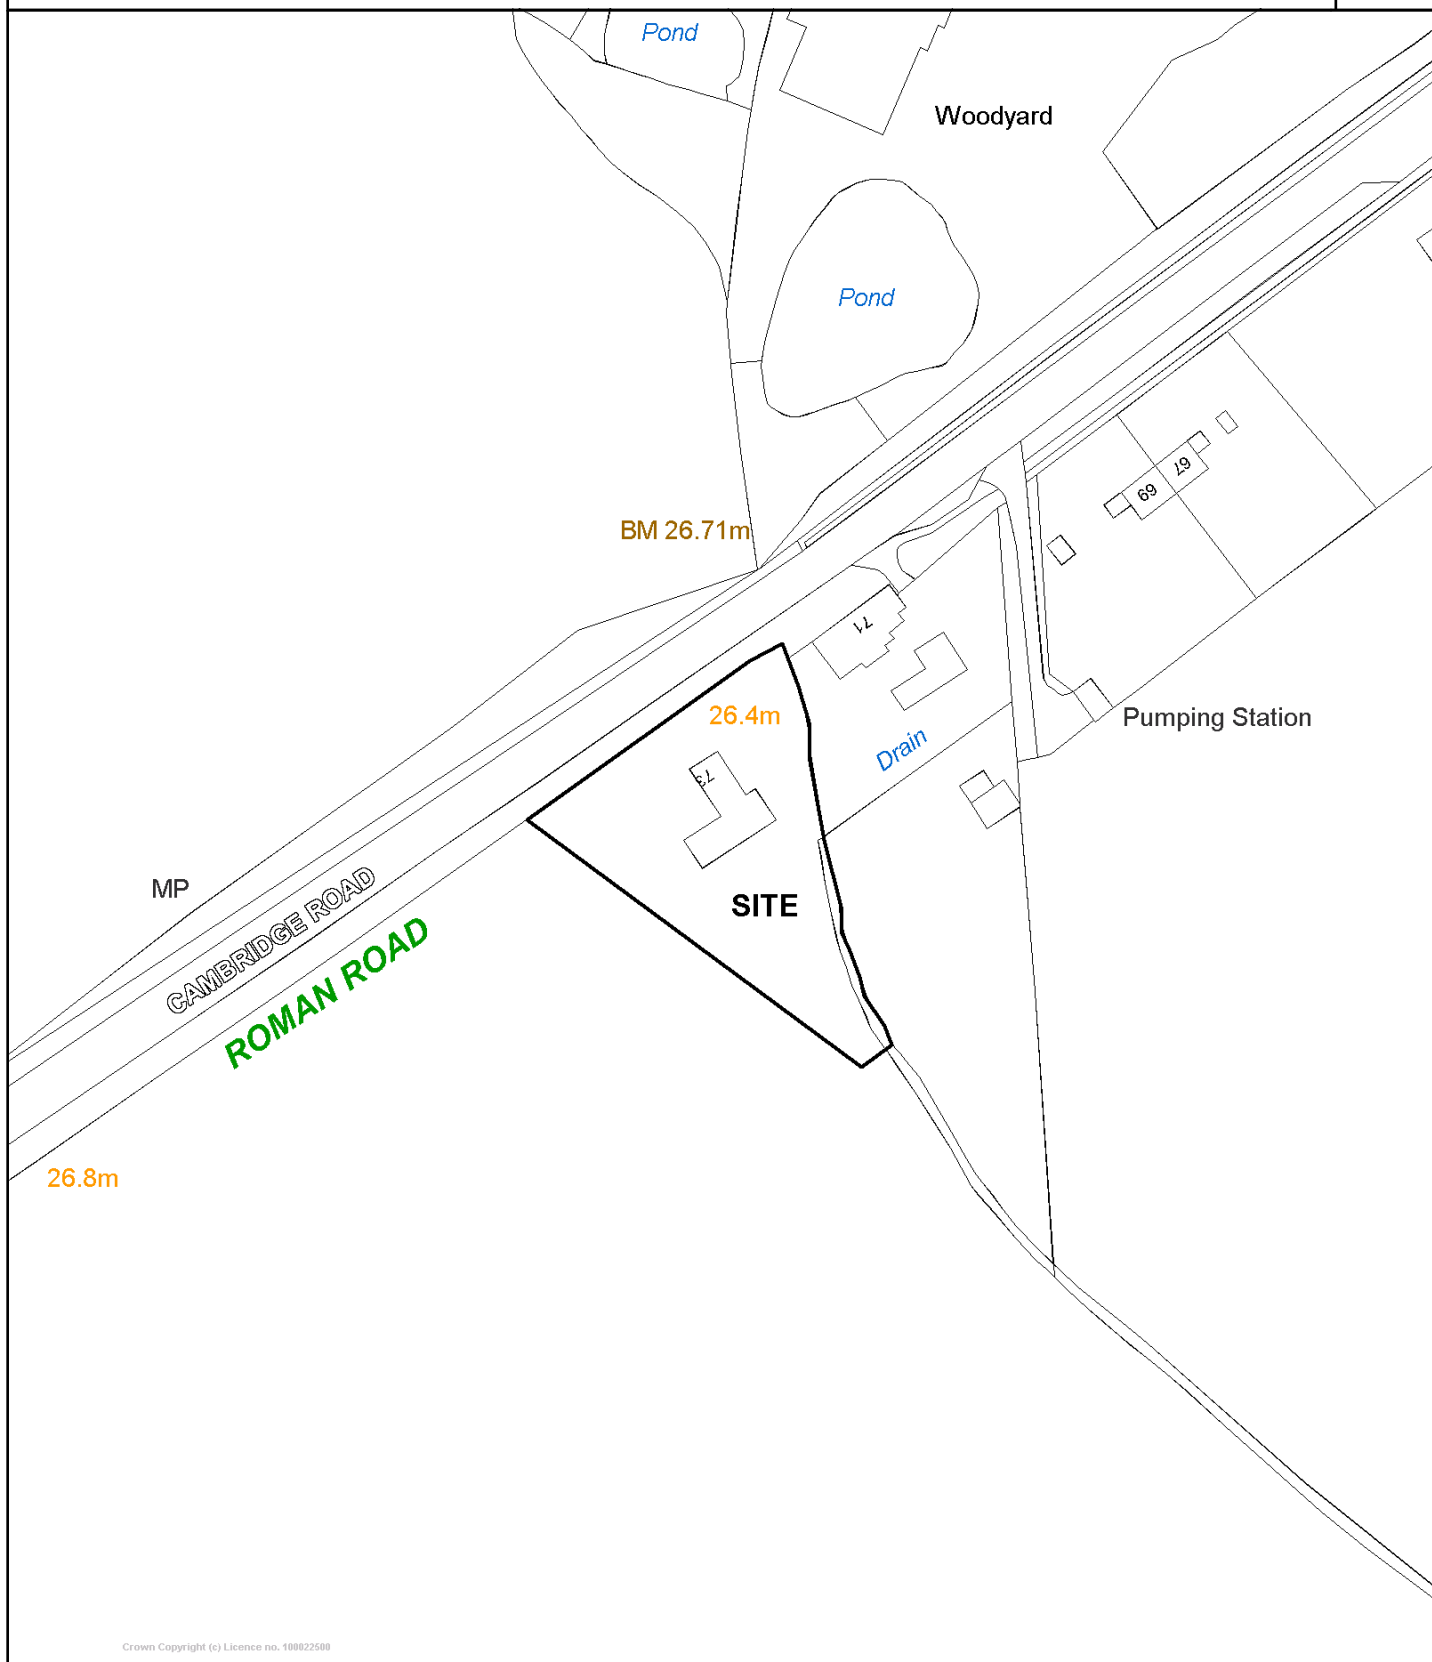 Pond
Woodyard
Pond
67
69
BM 26.71m
71
26.4m
Pumping Station
Drain
73
MP
CAMBRIDGE ROAD
SITE
ROMAN ROAD
26.8m
Crown Copyright (c) Licence no. 100022500